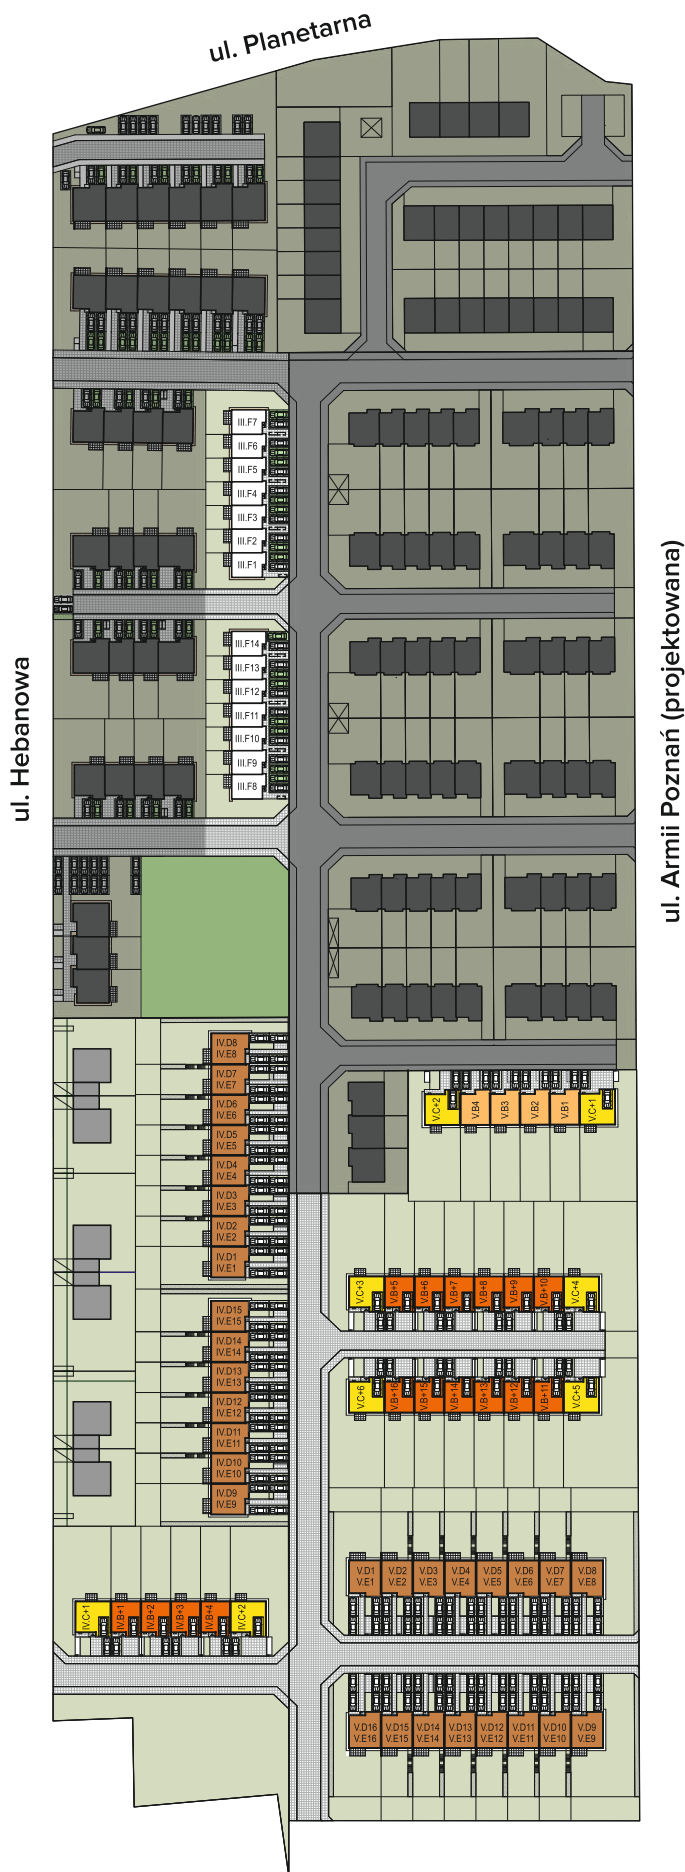 ul. Planetarna
ul. Hebanowa
ul. Armii Poznań (projektowana)
III.F7
III.F6
III.F5
III.F4
III.F3
III.F2
III.F1
III.F14
III.F13
III.F12
III.F11
III.F10
III.F9
III.F8
IV.D8
IV.E8
IV.D7
IV.E7
IV.D6
IV.E6
IV.D5
IV.E5
IV.D4
IV.E4
IV.D3
IV.E3
IV.D2
IV.E2
IV.D1
IV.E1
V.C+2
V.B4
V.B3
V.B2
V.B1
V.C+1
V.C+3
V.B+5
V.B+6
V.B+7
V.B+8
V.B+9
V.B+10
V.C+4
IV.D15
IV.E15
IV.D14
IV.E14
IV.D13
IV.E13
IV.D12
IV.E12
IV.D11
IV.E11
IV.D10
IV.E10
IV.D9
IV.E9
V.C+6
V.B+16
V.B+15
V.B+14
V.B+13
V.B+12
V.B+11
V.C+5
V.D1
V.E1
V.D2
V.E2
V.D3
V.E3
V.D4
V.E4
V.D5
V.E5
V.D6
V.E6
V.D7
V.E7
V.D8
V.E8
IV.C+1
IV.B+1
IV.B+2
IV.B+3
IV.B+4
IV.C+2
V.D16
V.E16
V.D15
V.E15
V.D14
V.E14
V.D13
V.E13
V.D12
V.E12
V.D11
V.E11
V.D10
V.E10
V.D9
V.E9